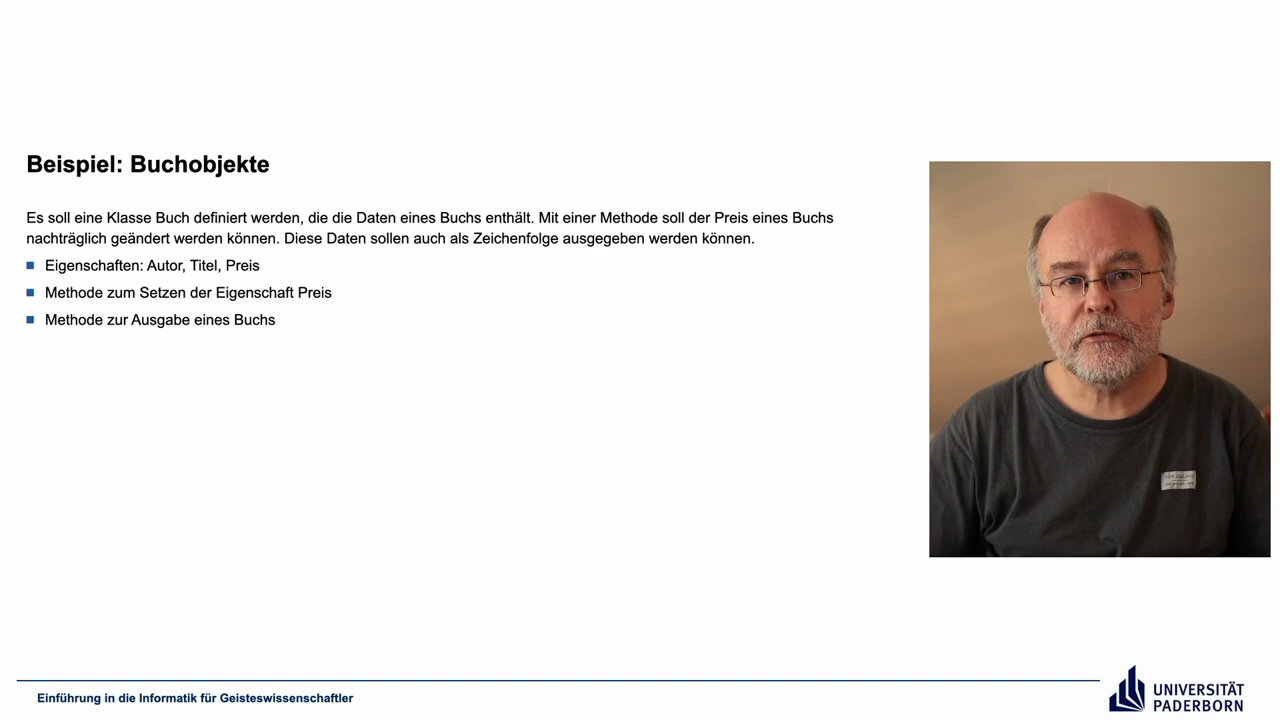 Beispiel: Buchobjekte
Es soll eine Klasse Buch definiert werden, die die Daten eines Buchs enthält. Mit einer Methode soll der Preis eines Buchs
nachträglich geändert werden können. Diese Daten sollen auch als Zeichenfolge ausgegeben werden können.
Eigenschaften: Autor, Titel, Preis
Methode zum Setzen der Eigenschaft Preis
Methode zur Ausgabe eines Buchs
Einführung in die Informatik für Geisteswissenschaftler
UNIVERSITÄT
PADERBORN